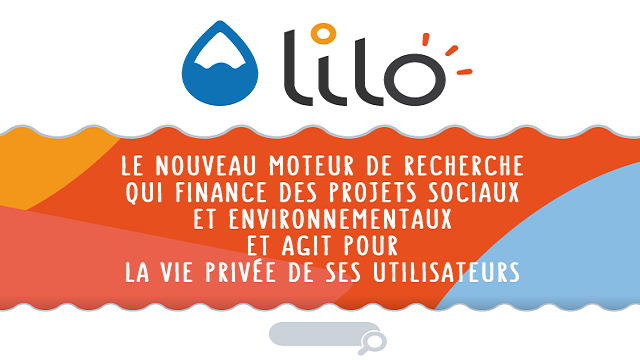 lilo
LE NOUVEAU MOTEUR DE RECHERCHE
QUI FINANCE DES PROJETS SOCIAUX
ET ENVIRONNEMENTAUX
ET AGIT POUR
LA VIE PRIVÉE DE SES UTILISATEURS